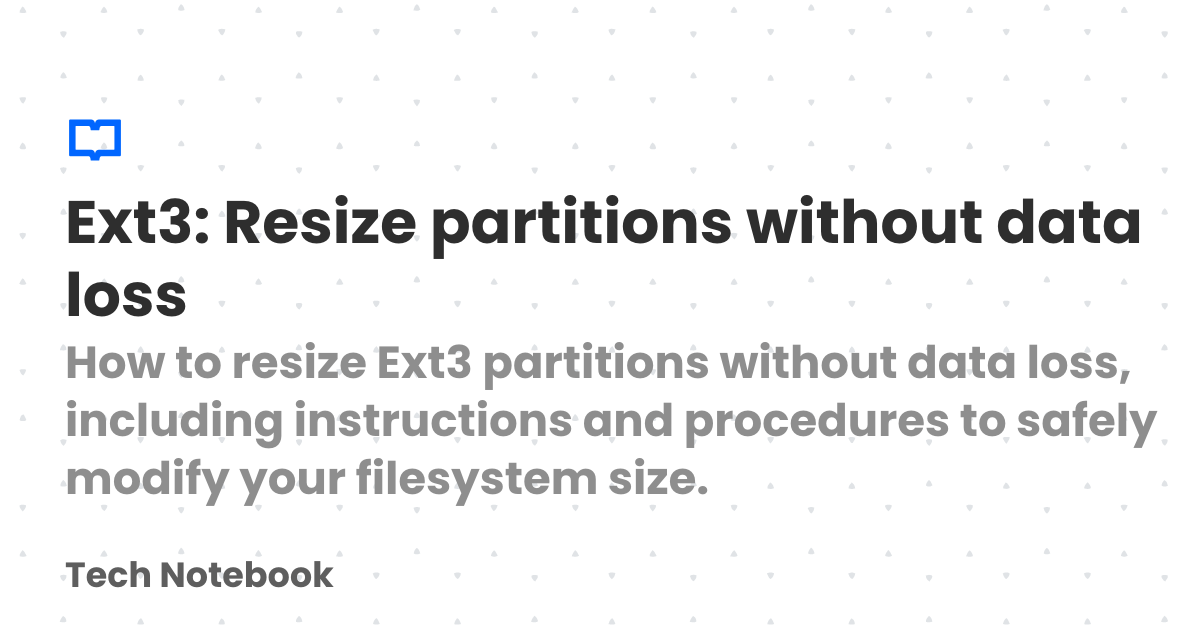 Ext3: Resize partitions without data
loss
How to resize Ext3 partitions without data loss,
including instructions and procedures to safely
modify your filesystem size.
Tech Notebook